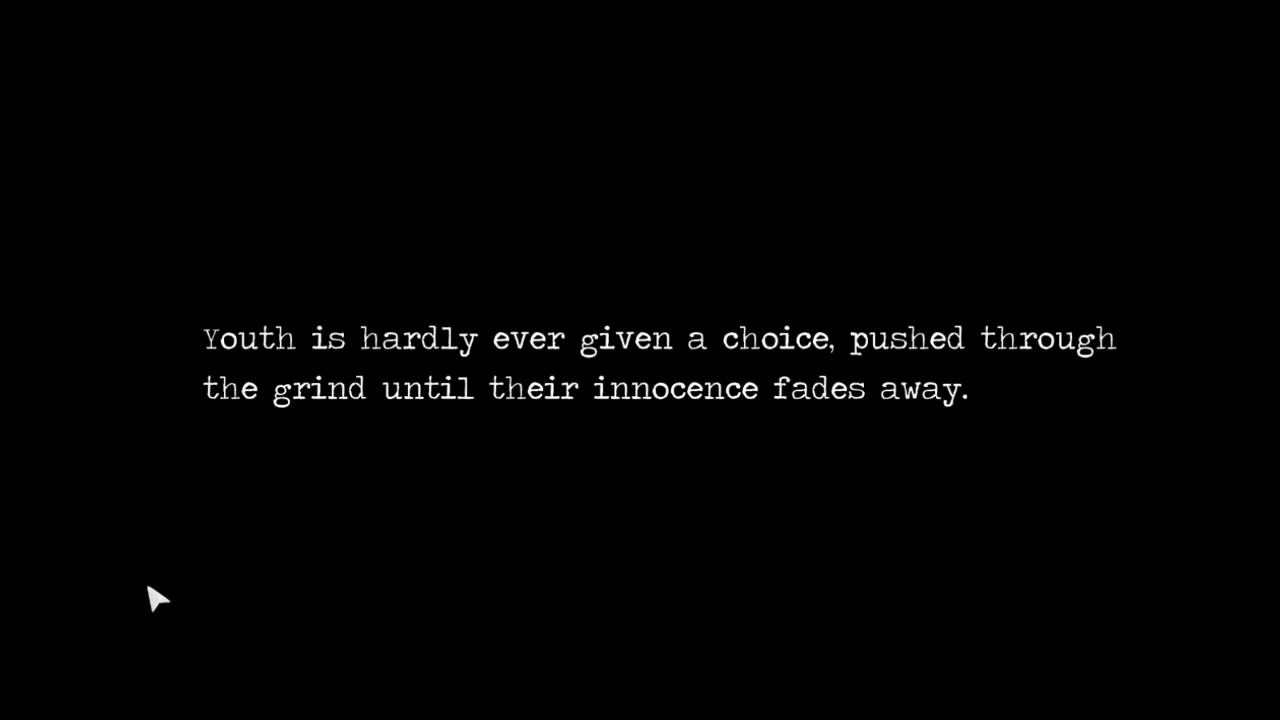 Youth is hardly ever given a choice, pushed through
the grind until their innocence fades away.